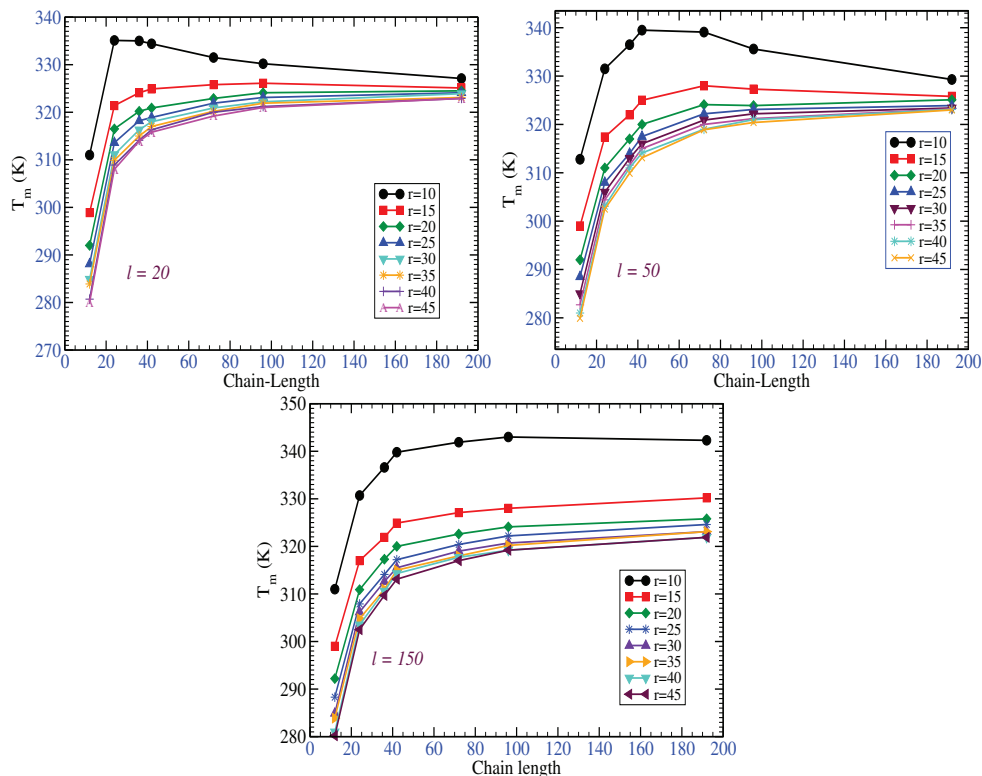 340
330
320
310
300
290
280
270
T_m (K)
0 20 40 60 80 100 120 140 160 180 200
Chain-Length
l = 20
r=10
r=15
r=20
r=25
r=30
r=35
r=40
r=45
340
330
320
310
300
290
280
T_m (K)
0 20 40 60 80 100 120 140 160 180 200
Chain-Length
l = 50
r=10
r=15
r=20
r=25
r=30
r=35
r=40
r=45
350
340
330
320
310
300
290
280
T_m (K)
0 20 40 60 80 100 120 140 160 180 200
Chain length
l = 150
r=10
r=15
r=20
r=25
r=30
r=35
r=40
r=45